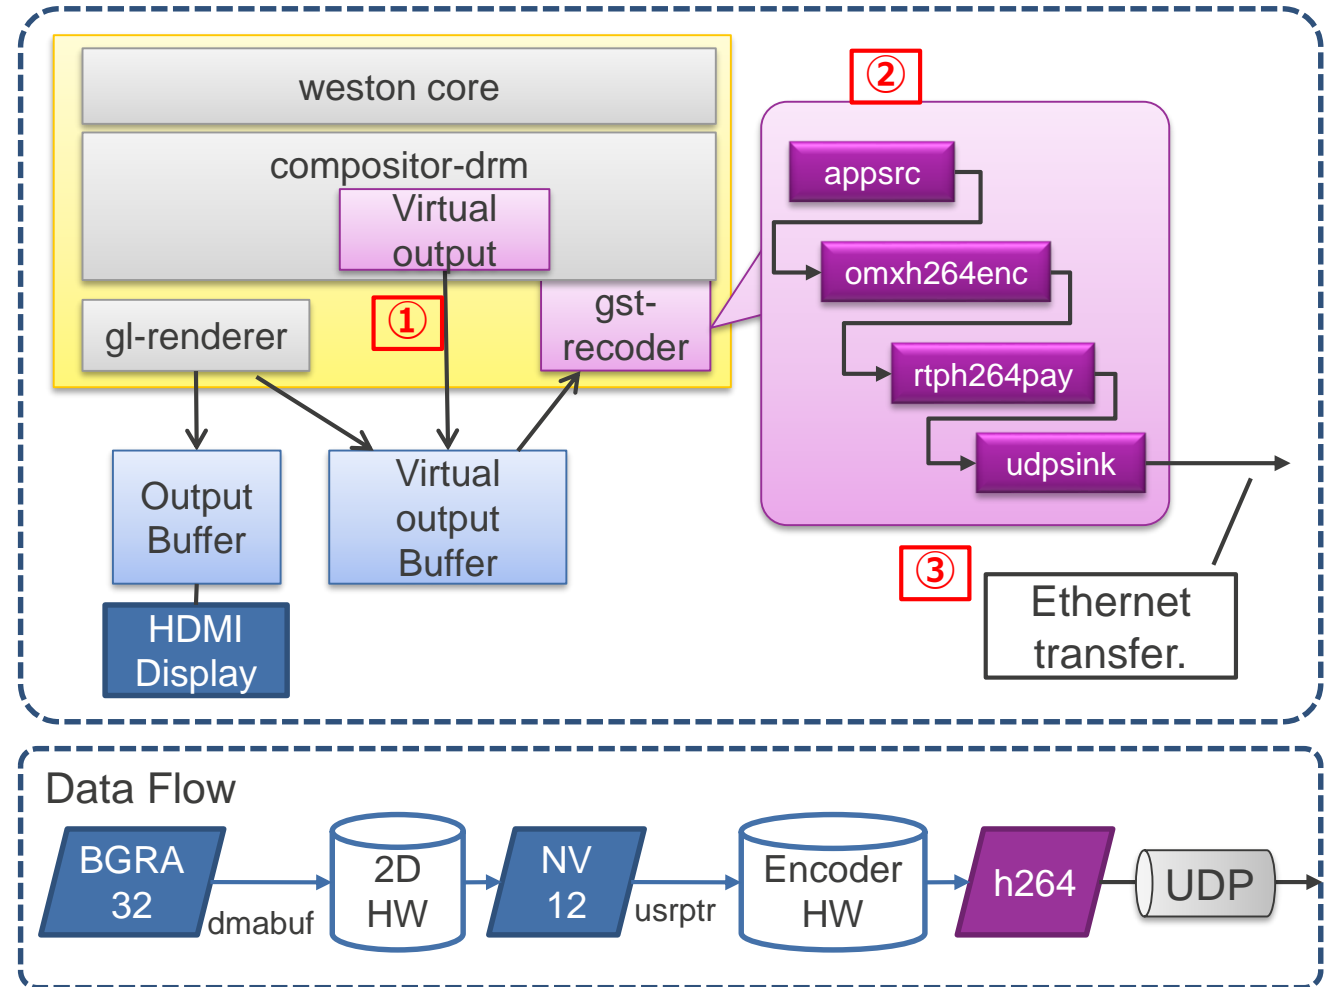 weston core
②
compositor-drm
appsrc
Virtual
output
omxh264enc
①
gst-
recoder
gl-renderer
rtph264pay
udpsink
Output
Buffer
Virtual
output
Buffer
③
Ethernet
transfer.
HDMI
Display
Data Flow
BGRA
32
dmabuf
2D
HW
NV
12
usrptr
Encoder
HW
h264
UDP